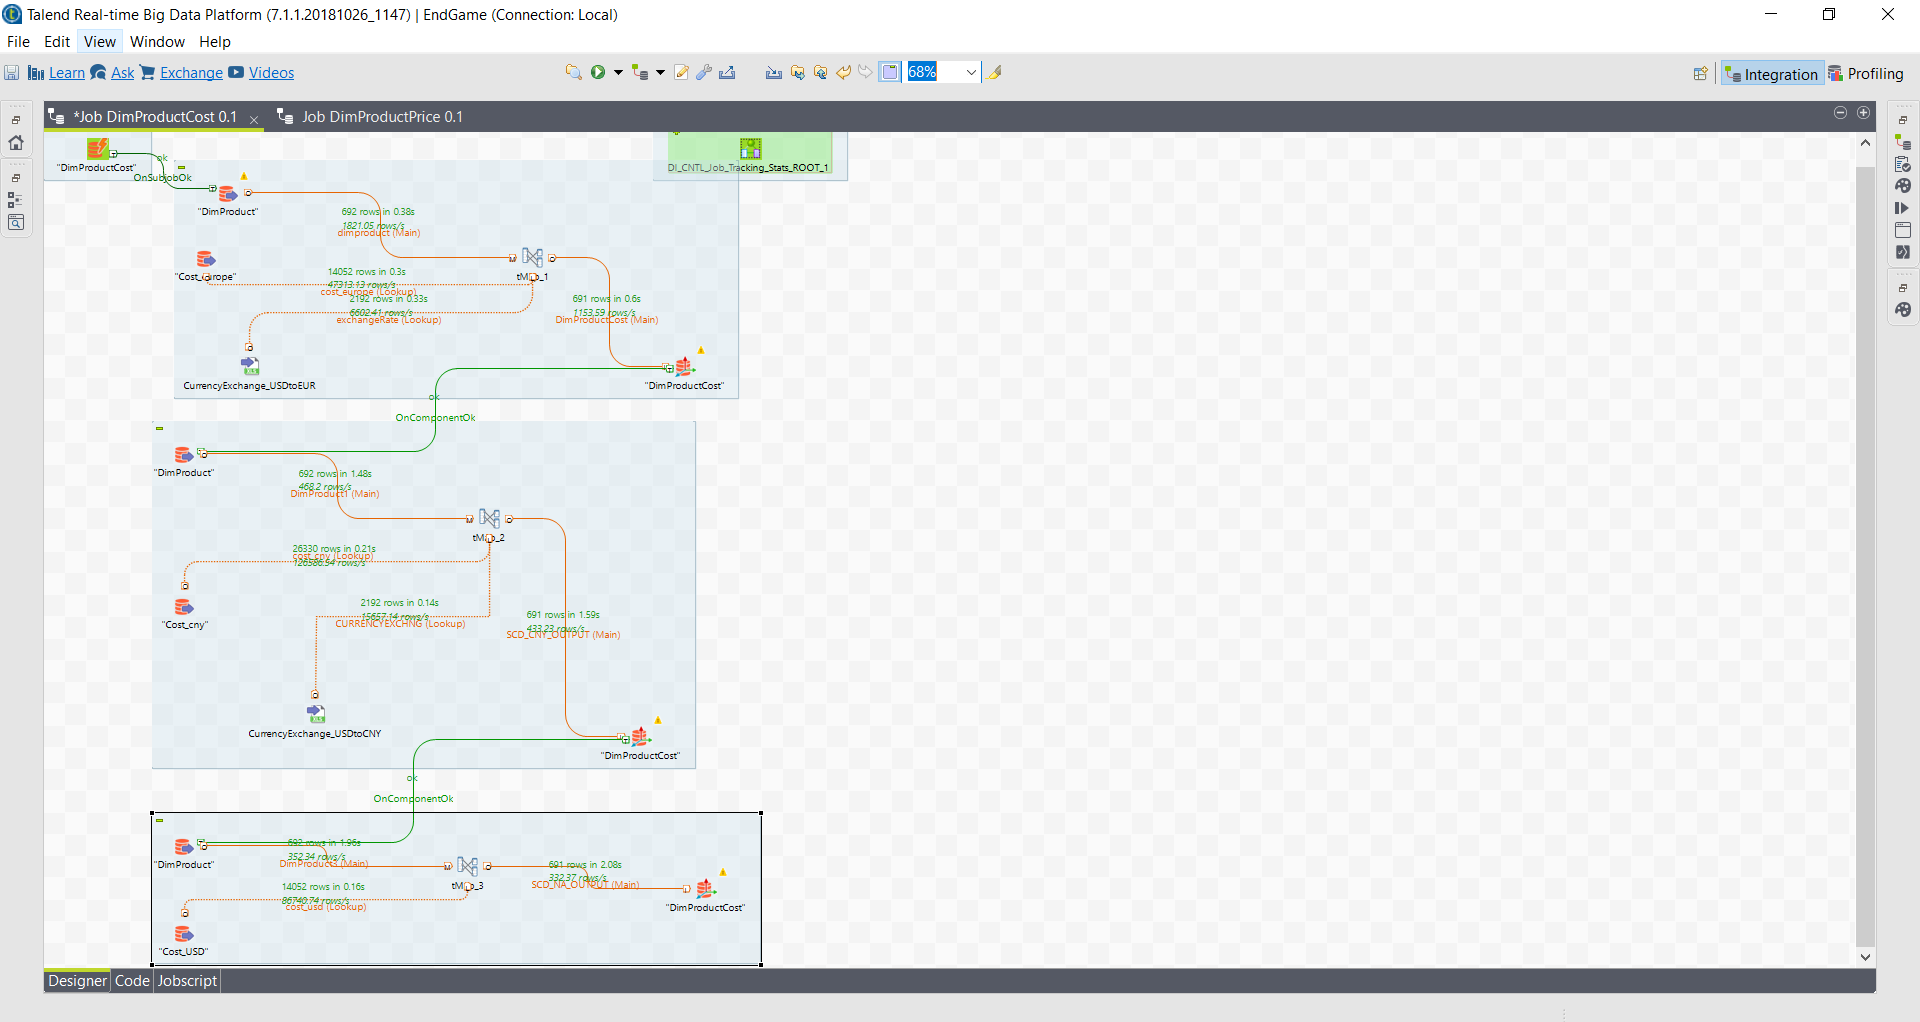 Talend Real-time Big Data Platform (7.1.1.20181026_1147) | EndGame (Connection: Local)
File Edit View Window Help
Learn Ask Exchange Videos 68% Integration Profiling
*Job DimProductCost 0.1 Job DimProductPrice 0.1
"DimProductCost"
ok
OnSubjobOk
DI_CNTL_Job_Tracking_Stats_ROOT_1
"DimProduct"
692 rows in 0.38s
1821.05 rows/s
dimproduct (Main)
"Cost_europe"
tMap_1
14052 rows in 0.3s
47313.13 rows/s
cost_europe (Lookup)
2192 rows in 0.33s
6602.41 rows/s
exchangeRate (Lookup)
691 rows in 0.6s
1153.59 rows/s
DimProductCost (Main)
CurrencyExchange_USDtoEUR
"DimProductCost"
ok
OnComponentOk
"DimProduct"
692 rows in 1.48s
468.2 rows/s
DimProduct1 (Main)
tMap_2
26330 rows in 0.21s
cost_cny (Lookup)
126586.54 rows/s
"Cost_cny"
2192 rows in 0.14s
15657.14 rows/s
CURRENCYEXCHNG (Lookup)
691 rows in 1.59s
433.23 rows/s
SCD_CNY_OUTPUT (Main)
CurrencyExchange_USDtoCNY
"DimProductCost"
ok
OnComponentOk
"DimProduct"
692 rows in 1.96s
352.34 rows/s
DimProduct3 (Main)
tMap_3
691 rows in 2.08s
332.37 rows/s
SCD_NA_OUTPUT (Main)
14052 rows in 0.16s
86740.74 rows/s
cost_usd (Lookup)
"DimProductCost"
"Cost_USD"
Designer Code Jobscript